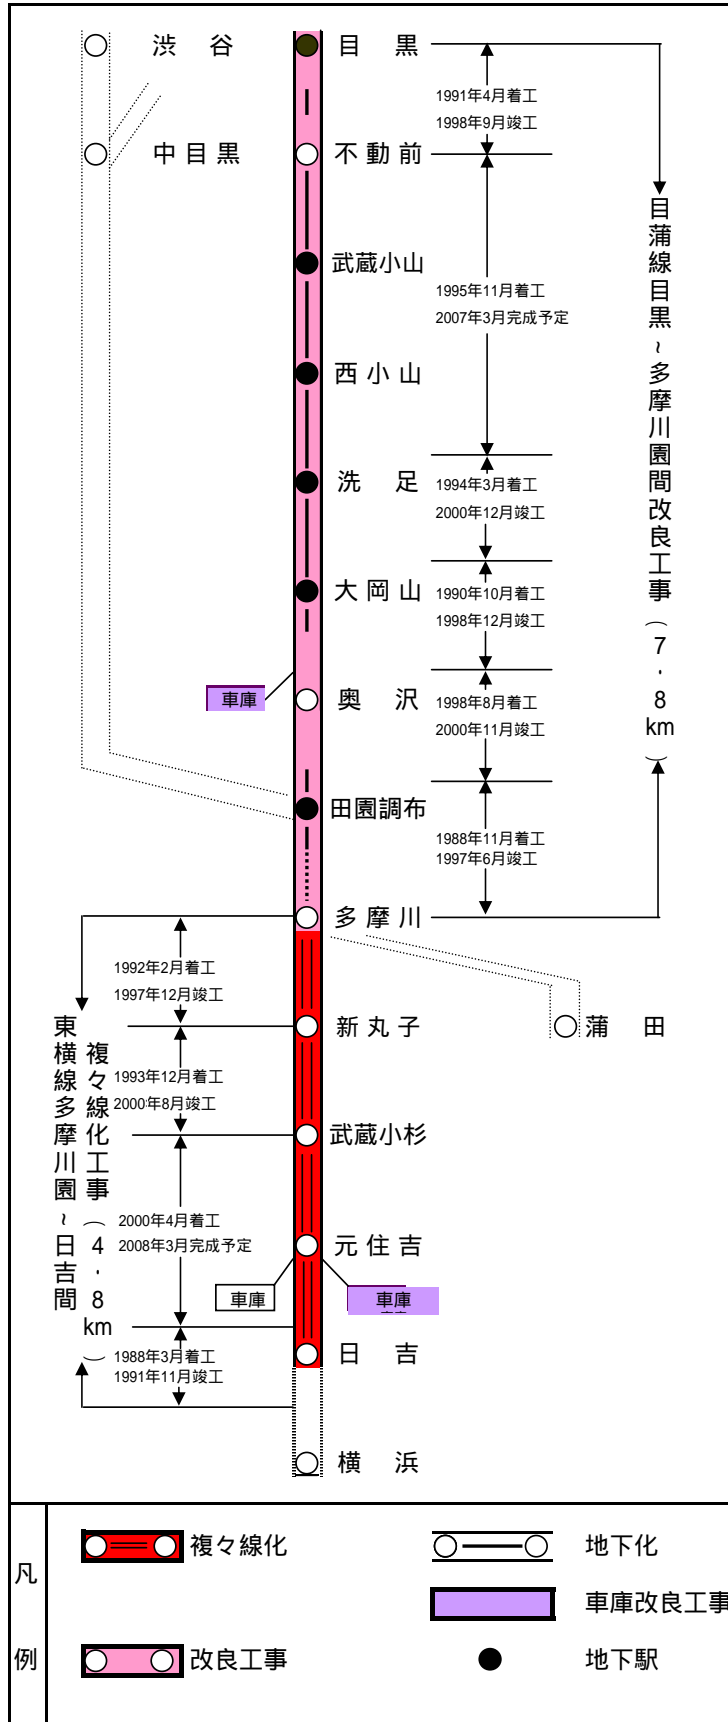 渋谷
目黒
1991年4月着工
1998年9月竣工
中目黒
不動前
武蔵小山
1995年11月着工
2007年3月完成予定
西小山
洗足
1994年3月着工
2000年12月竣工
大岡山
1990年10月着工
1998年12月竣工
車庫
奥沢
1998年8月着工
2000年11月竣工
田園調布
1988年11月着工
1997年6月竣工
目蒲線目黒~多摩川園間改良工事(7.8km)
多摩川
1992年2月着工
1997年12月竣工
新丸子
蒲田
1993年12月着工
2000年8月竣工
武蔵小杉
2000年4月着工
2008年3月完成予定
元住吉
車庫
車庫
1988年3月着工
1991年11月竣工
日吉
東横線多摩川園~日吉間
複々線化工事(4.8km)
横浜
凡例
複々線化
地下化
車庫改良工事
改良工事
地下駅